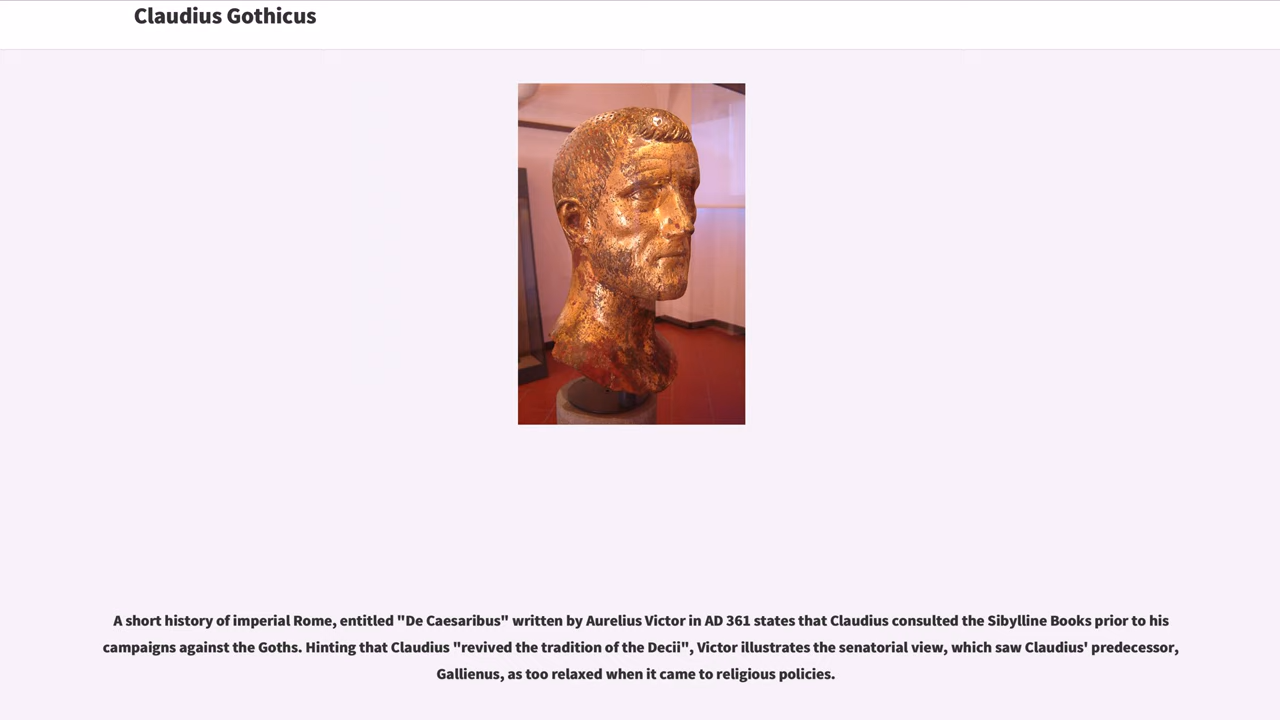 Claudius Gothicus
A short history of imperial Rome, entitled "De Caesaribus" written by Aurelius Victor in AD 361 states that Claudius consulted the Sibylline Books prior to his
campaigns against the Goths. Hinting that Claudius "revived the tradition of the Decii", Victor illustrates the senatorial view, which saw Claudius' predecessor,
Gallienus, as too relaxed when it came to religious policies.